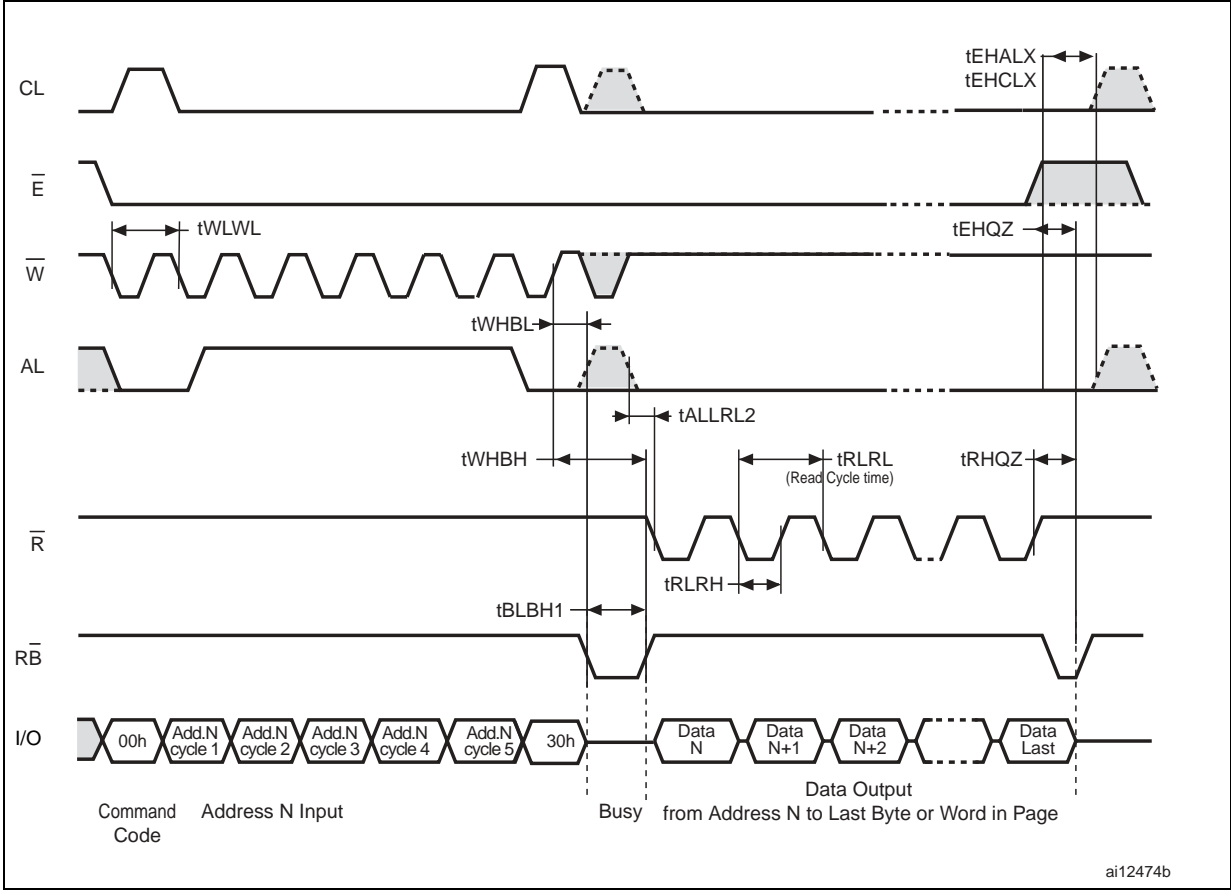 tEHALX
tEHCLX
CL
E̅
tWLWL
tEHQZ
W̅
tWHBL
AL
tALLRL2
tWHBH
tRLRL
(Read Cycle time)
tRHQZ
R̅
tRLRH
tBLBH1
RB̅
I/O
00h
Add.N cycle 1
Add.N cycle 2
Add.N cycle 3
Add.N cycle 4
Add.N cycle 5
30h
Data N
Data N+1
Data N+2
Data Last
Command Code
Address N Input
Busy
Data Output
from Address N to Last Byte or Word in Page
ai12474b